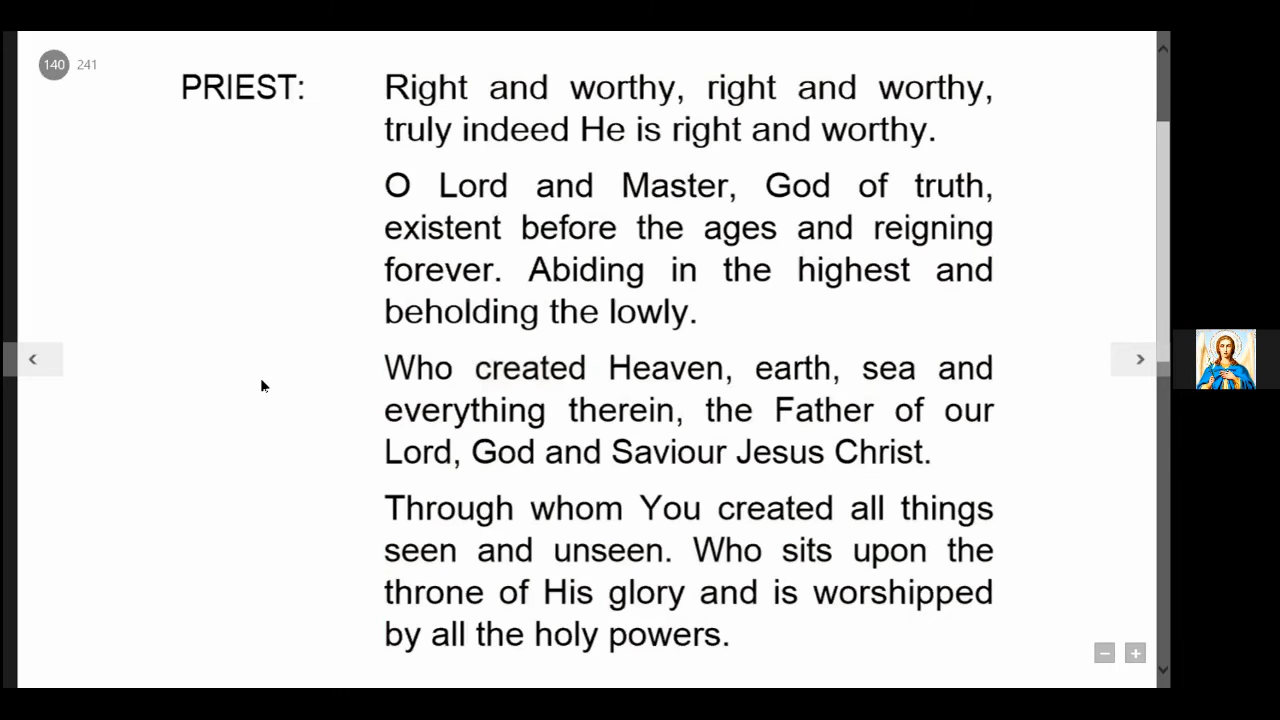 140 241
PRIEST: Right and worthy, right and worthy,
truly indeed He is right and worthy.
O Lord and Master, God of truth,
existent before the ages and reigning
forever. Abiding in the highest and
beholding the lowly.
Who created Heaven, earth, sea and
everything therein, the Father of our
Lord, God and Saviour Jesus Christ.
Through whom You created all things
seen and unseen. Who sits upon the
throne of His glory and is worshipped
by all the holy powers.